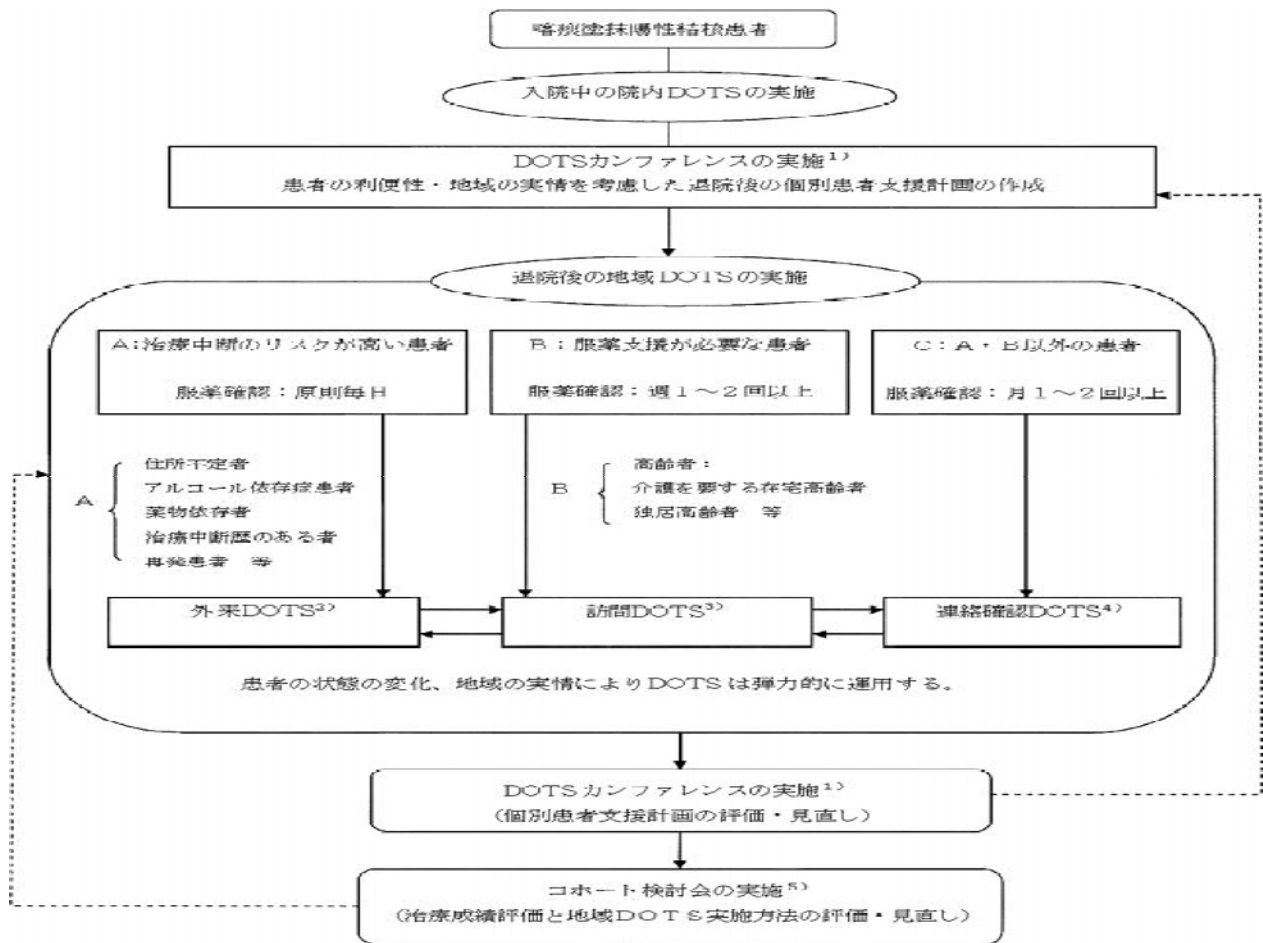 喀痰塗抹陽性結核患者
入院中の院内DOTSの実施
DOTSカンファレンスの実施¹⁾
患者の利便性・地域の実情を考慮した退院後の個別患者支援計画の作成
退院後の地域DOTSの実施
A:治療中断のリスクが高い患者
服薬確認:原則毎日
B:服薬支援が必要な患者
服薬確認:週1~2回以上
C:A・B以外の患者
服薬確認:月1~2回以上
A
住所不定者
アルコール依存症患者
薬物依存者
治療中断歴のある者
再発患者 等
B
高齢者:
介護を要する在宅高齢者
独居高齢者 等
外来DOTS²⁾
訪問DOTS³⁾
連絡確認DOTS⁴⁾
患者の状態の変化、地域の実情によりDOTSは弾力的に運用する。
DOTSカンファレンスの実施¹⁾
(個別患者支援計画の評価・見直し)
コホート検討会の実施⁵⁾
(治療成績評価と地域DOTS実施方法の評価・見直し)